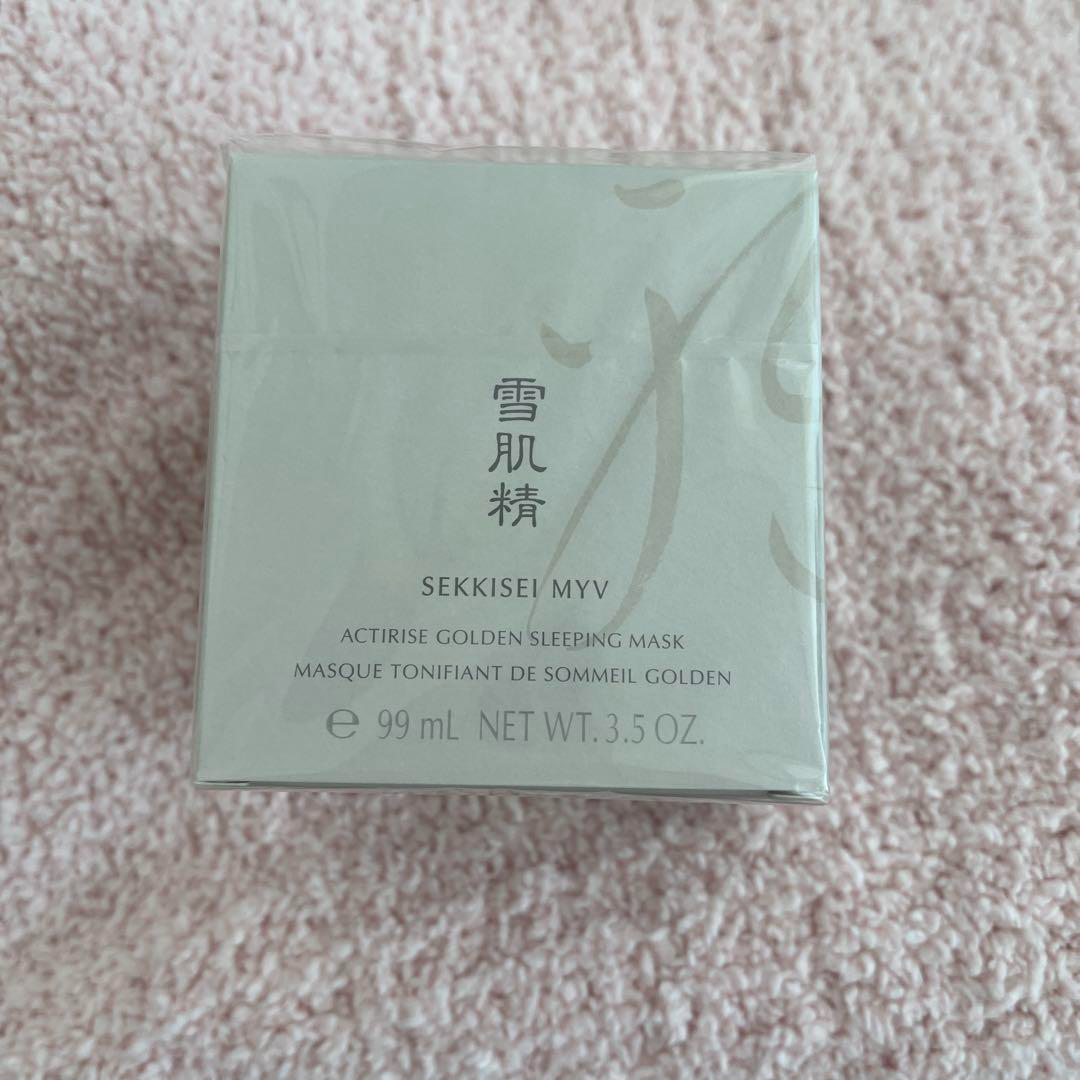 雪肌精
SEKKISEI MYV
ACTIRISE GOLDEN SLEEPING MASK
MASQUE TONIFIANT DE SOMMEIL GOLDEN
℮ 99 mL NET WT. 3.5 OZ.